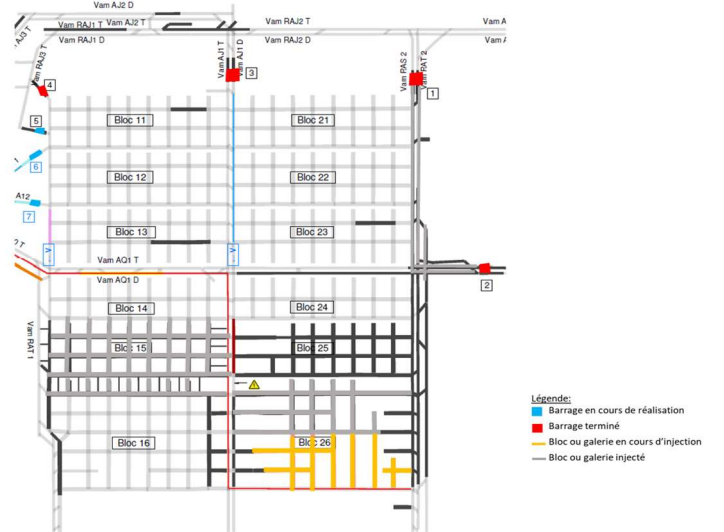 Vam AJ2 D
Vam RAJ1 T
Vam AJ2 T
Vam RAJ2 T
Vam A
Vam RAJ1 D
Vam RAJ2 D
Vam A
Vam RAJ3 T
Vam AJ1 T
Vam AJ1 D
Vam RAS 2
Vam RAT 2
3
4
1
5
Bloc 11
Bloc 21
6
Bloc 12
Bloc 22
A12
7
Bloc 13
Bloc 23
V
V
Vam AQ1 T
Vam AQ1 D
2
Bloc 14
Bloc 24
Vam RAT 1
Bloc 15
Bloc 25
Bloc 16
Bloc 26
Légende:
Barrage en cours de réalisation
Barrage terminé
Bloc ou galerie en cours d'injection
Bloc ou galerie injecté